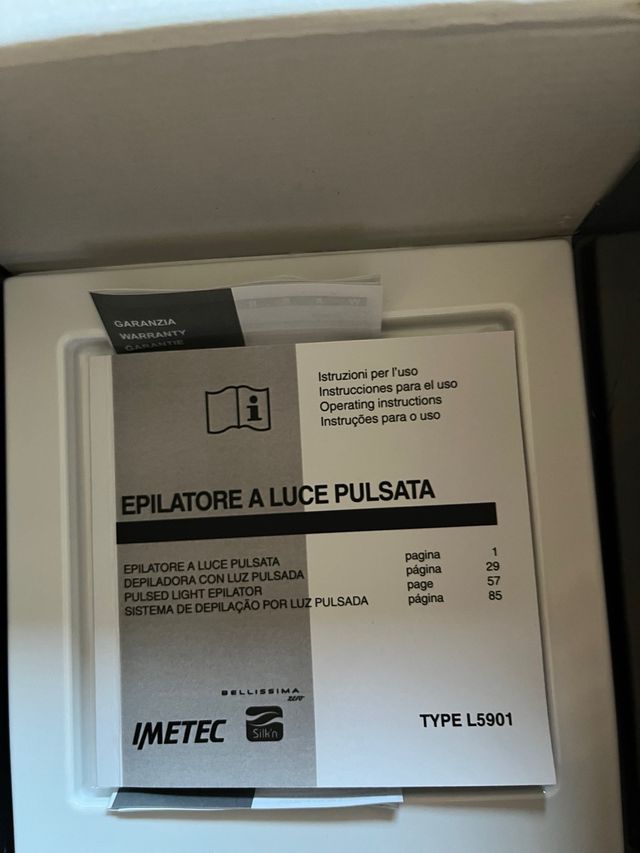 GARANZIA
WARRANTY
GARANTIE
Istruzioni per l'uso
Instrucciones para el uso
Operating instructions
Instruções para o uso
EPILATORE A LUCE PULSATA
EPILATORE A LUCE PULSATA pagina 1
DEPILADORA CON LUZ PULSADA página 29
PULSED LIGHT EPILATOR page 57
SISTEMA DE DEPILAÇÃO POR LUZ PULSADA página 85
BELLISSIMA
zero
IMETEC Silk'n TYPE L5901